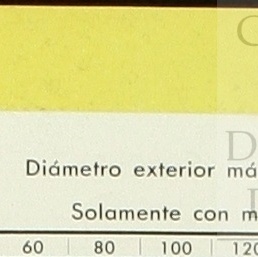 C
D
Diámetro exterior má
Solamente con m
60 80 100 120